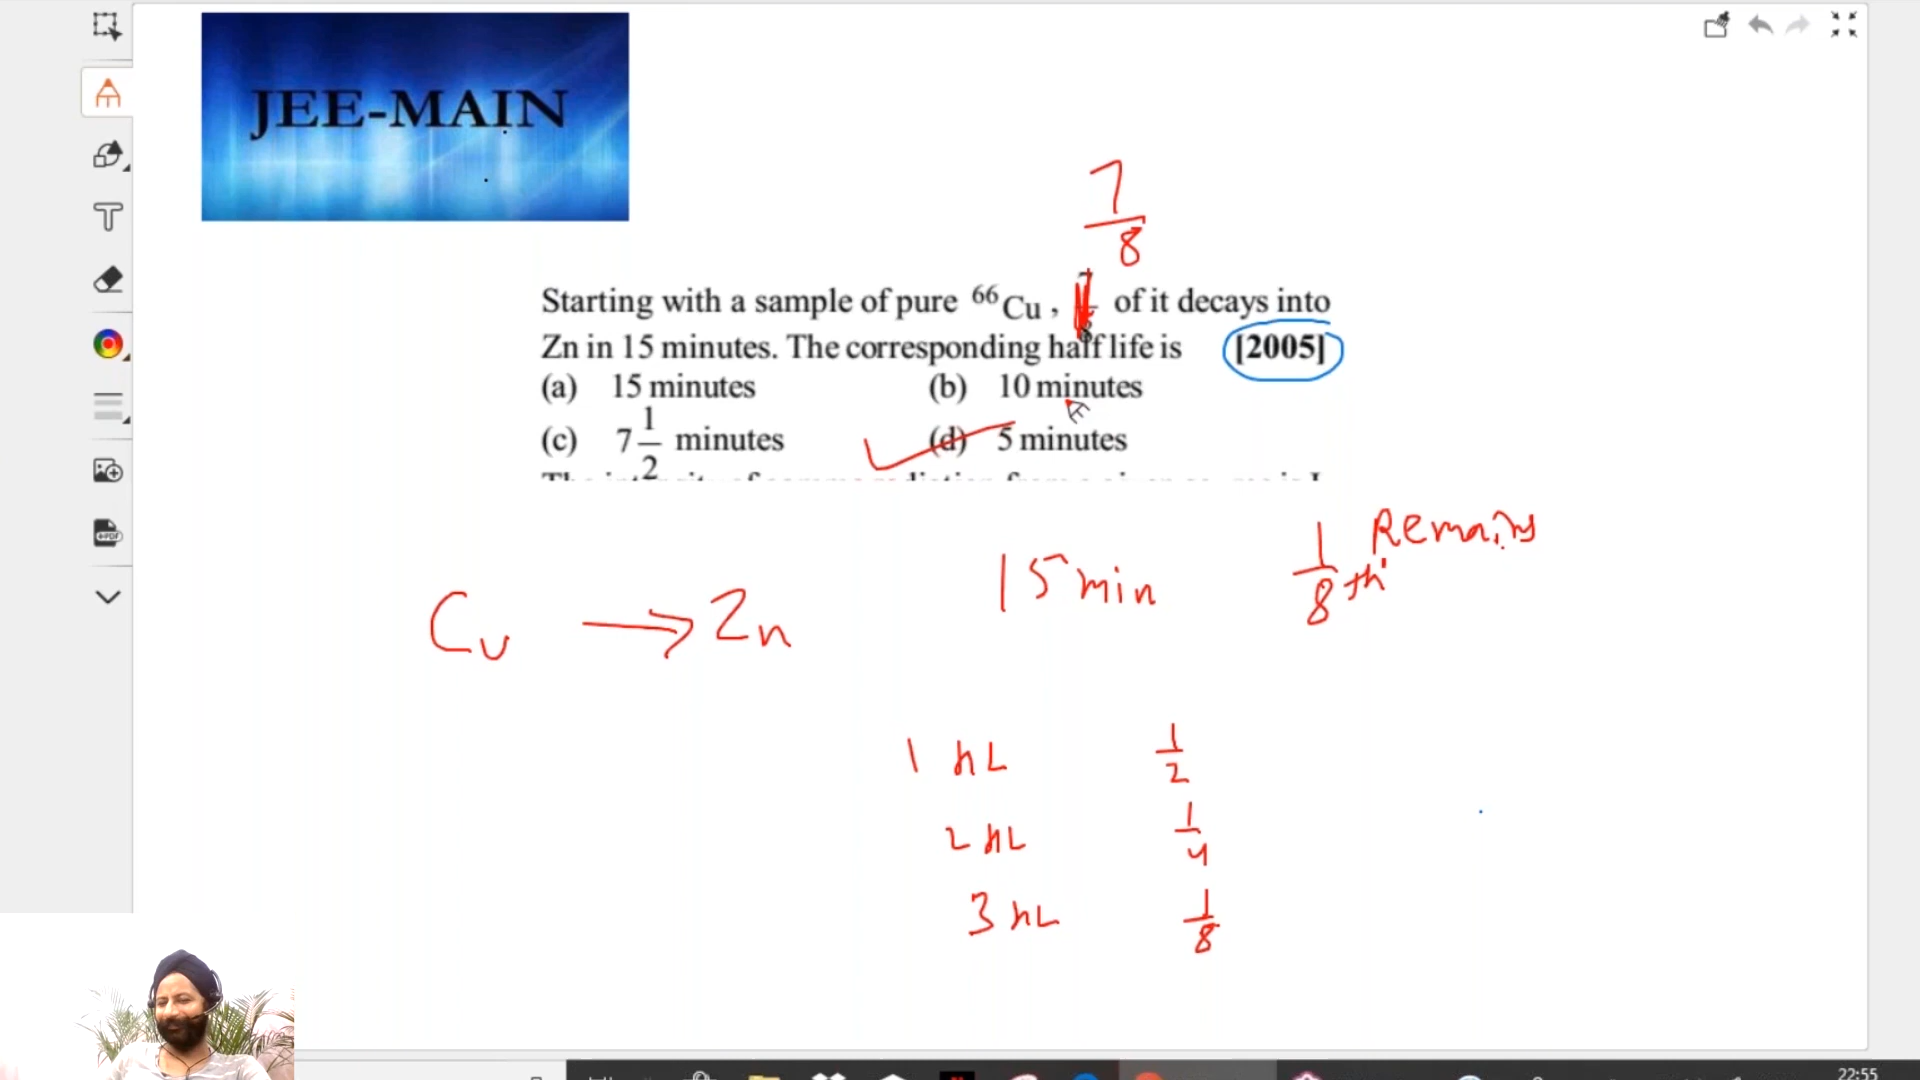 JEE-MAIN
7
8
Starting with a sample of pure ⁶⁶Cu, of it decays into
Zn in 15 minutes. The corresponding half life is [2005]
(a) 15 minutes (b) 10 minutes
(c) 7 1/2 minutes (d) 5 minutes
15 min 1/8 th Remains
Cu → Zn
1 hL 1/2
2 hL 1/4
3 hL 1/8
22:55